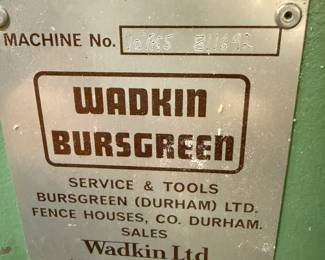 MACHINE No.
WADKIN
BURSGREEN
SERVICE & TOOLS
BURSGREEN (DURHAM) LTD.
FENCE HOUSES, CO. DURHAM.
SALES
Wadkin Ltd